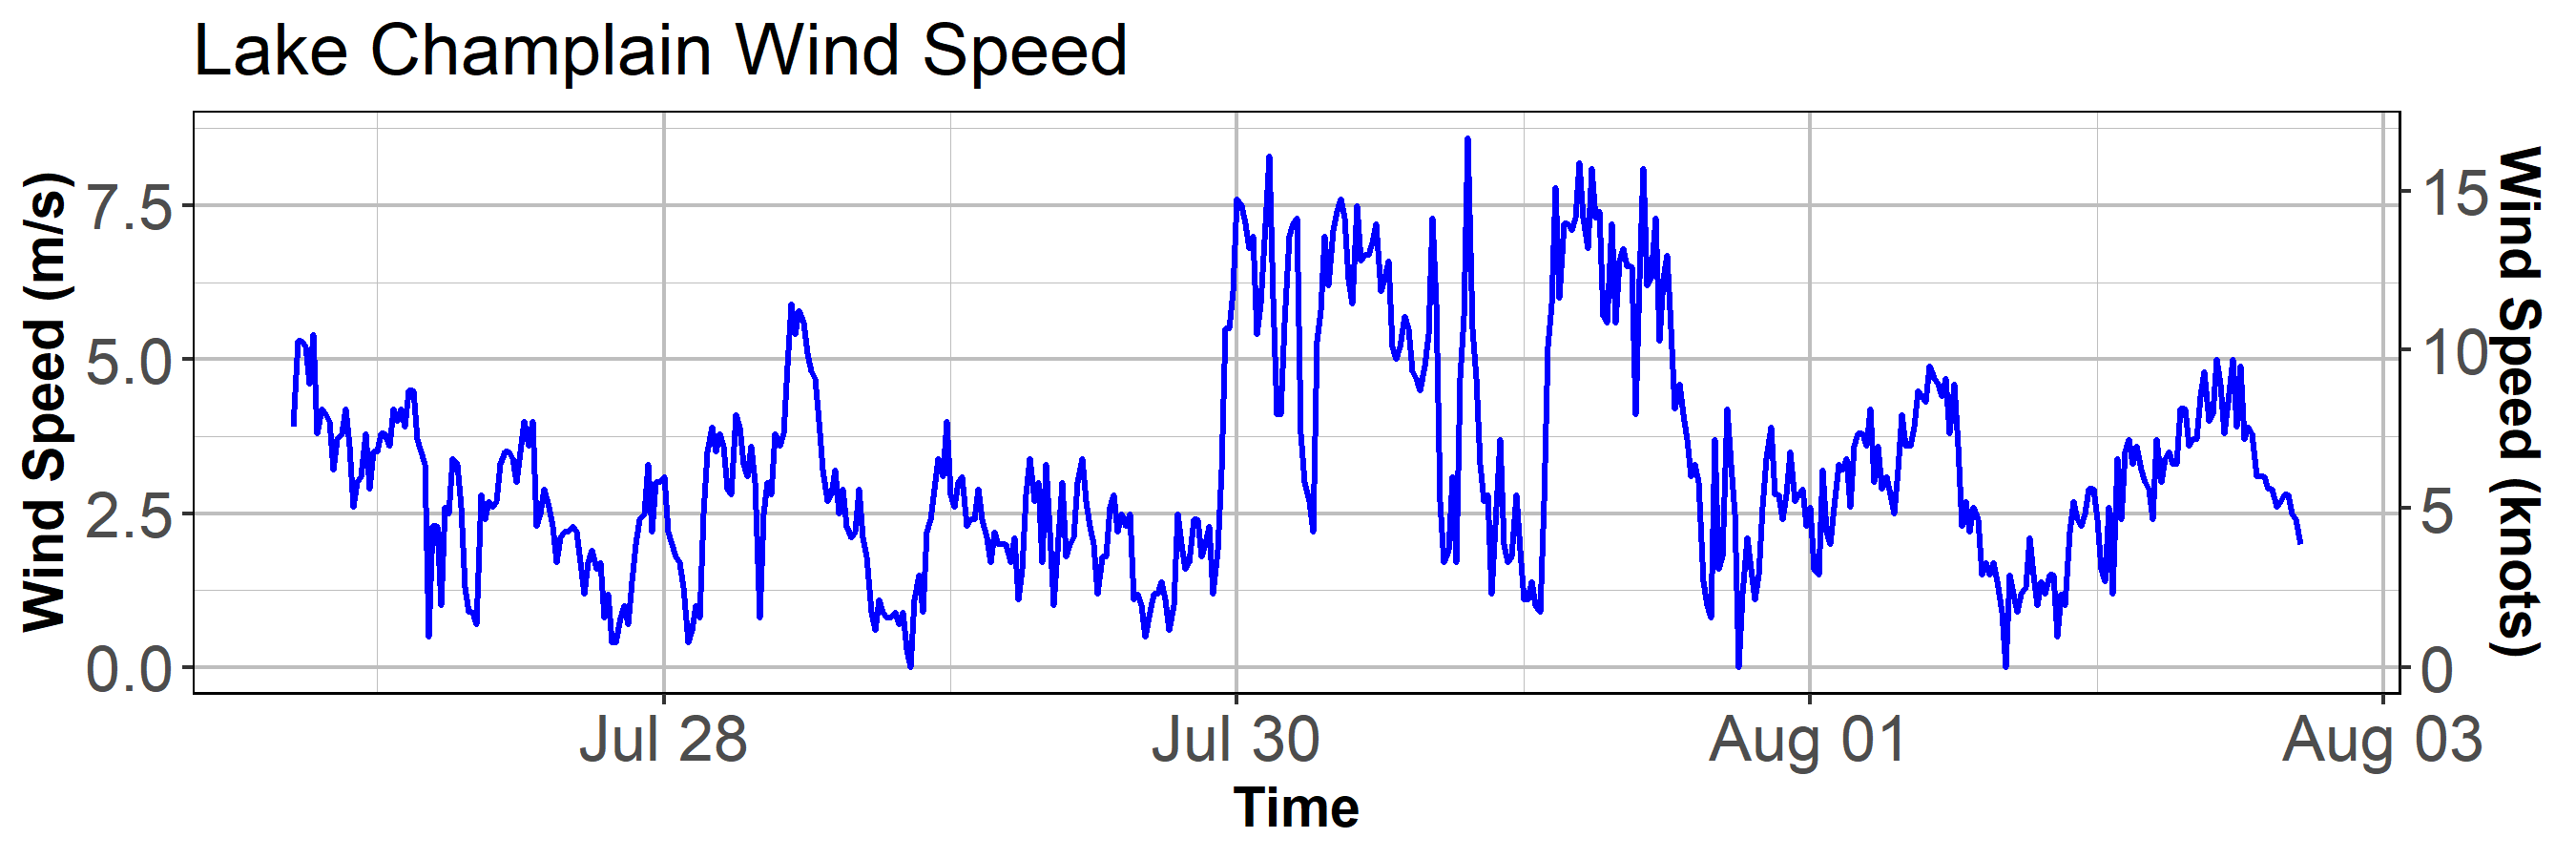 Lake Champlain Wind Speed
Wind Speed (m/s)
7.5
5.0
2.5
0.0
15
10
5
0
Wind Speed (knots)
Jul 28
Jul 30
Aug 01
Aug 03
Time